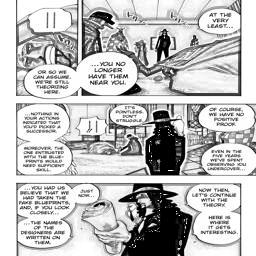 AT THE
VERY
LEAST...
...YOU NO
LONGER
HAVE THEM
NEAR YOU.
!!
OR SO WE
CAN ASSUME.
WE'RE STILL
THEORIZING
HERE.
OF COURSE,
WE HAVE NO
POSITIVE
PROOF.
EVEN IN THE
FIVE YEARS
WE'VE SPENT
OBSERVING YOU
UNDERCOVER...
IT'S
POINTLESS.
DON'T
STRUGGLE.
!!
...NOTHING IN
YOUR ACTIONS
INDICATED THAT
YOU'D PICKED A
SUCCESSOR.
MOREOVER, THE
ONE ENTRUSTED
WITH THE BLUE-
PRINTS WOULD
NEED SUFFICIENT
SKILL.
NOW THEN,
LET'S
CONTINUE
WITH THE
THEORY.
HERE IS
WHERE IT
GETS
INTERESTING.
JUST
NOW...
...YOU HAD US
BELIEVE THAT WE
HAD TAKEN THE
FAKE BLUEPRINTS,
AND, IF YOU LOOK
CLOSELY...
...THE NAMES
OF THE
DESIGNERS ARE
WRITTEN ON
THEM.